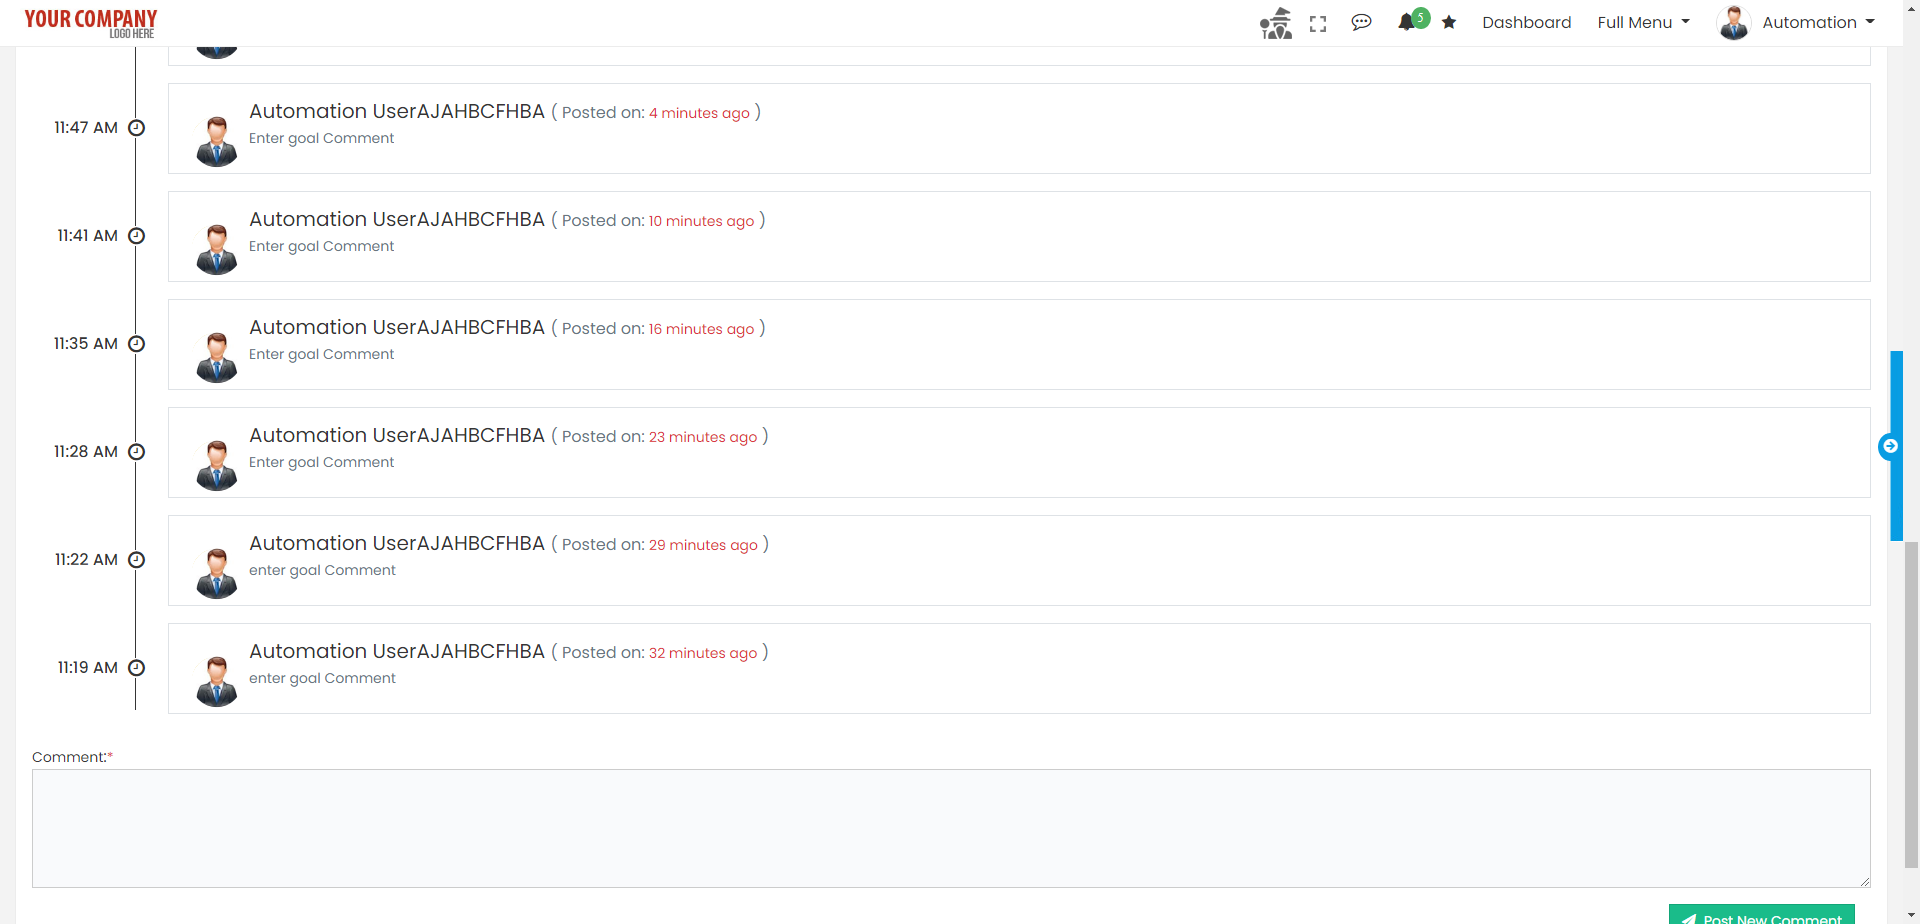 YOUR COMPANY
LOGO HERE
5
Dashboard
Full Menu
Automation
11:47 AM
Automation UserAJAHBCFHBA ( Posted on: 4 minutes ago )
Enter goal Comment
11:41 AM
Automation UserAJAHBCFHBA ( Posted on: 10 minutes ago )
Enter goal Comment
11:35 AM
Automation UserAJAHBCFHBA ( Posted on: 16 minutes ago )
Enter goal Comment
11:28 AM
Automation UserAJAHBCFHBA ( Posted on: 23 minutes ago )
Enter goal Comment
11:22 AM
Automation UserAJAHBCFHBA ( Posted on: 29 minutes ago )
enter goal Comment
11:19 AM
Automation UserAJAHBCFHBA ( Posted on: 32 minutes ago )
enter goal Comment
Comment:*
Post New Comment